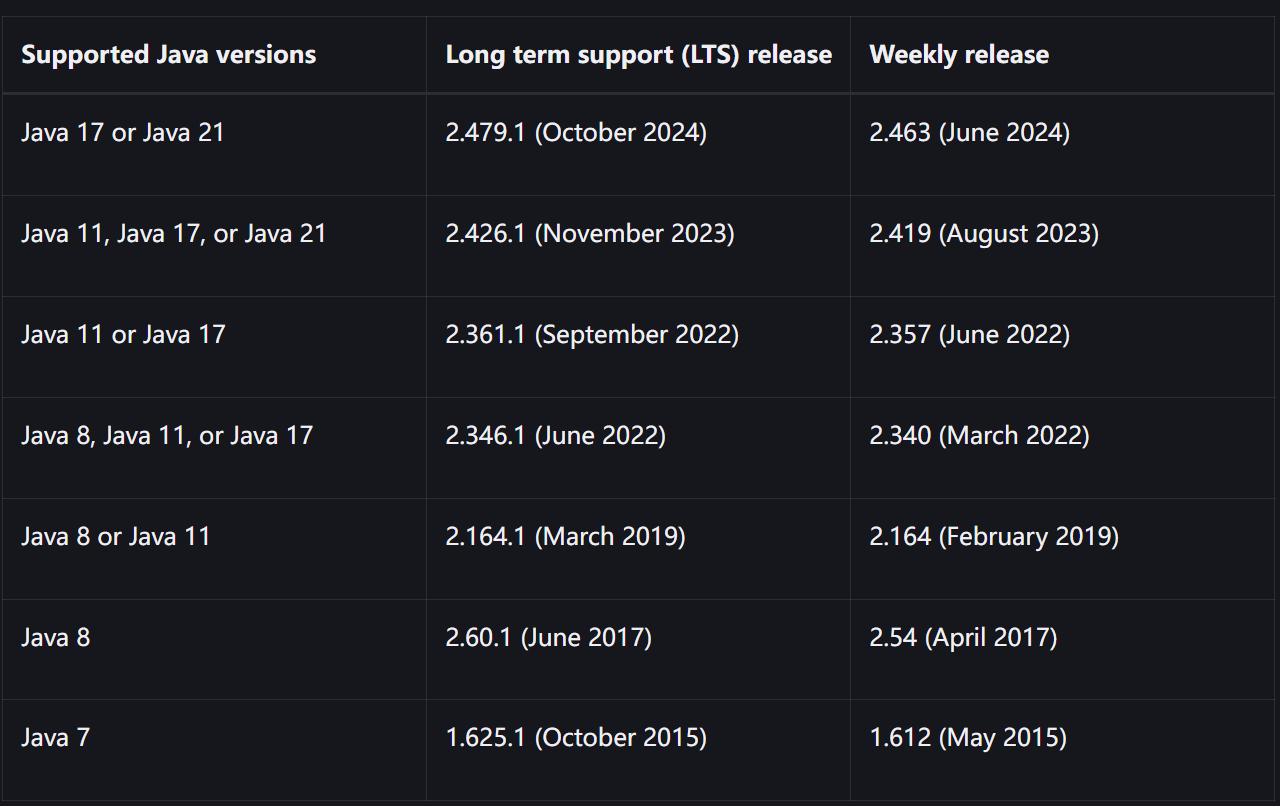 Supported Java versions Long term support (LTS) release Weekly release
Java 17 or Java 21 2.479.1 (October 2024) 2.463 (June 2024)
Java 11, Java 17, or Java 21 2.426.1 (November 2023) 2.419 (August 2023)
Java 11 or Java 17 2.361.1 (September 2022) 2.357 (June 2022)
Java 8, Java 11, or Java 17 2.346.1 (June 2022) 2.340 (March 2022)
Java 8 or Java 11 2.164.1 (March 2019) 2.164 (February 2019)
Java 8 2.60.1 (June 2017) 2.54 (April 2017)
Java 7 1.625.1 (October 2015) 1.612 (May 2015)